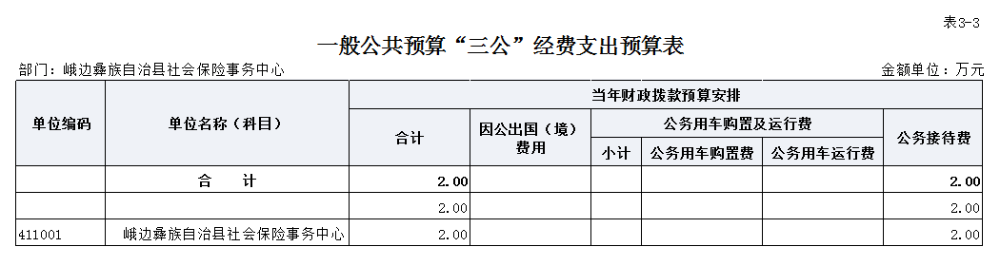 表3-3
一般公共预算“三公”经费支出预算表
部门：峨边彝族自治县社会保险事务中心 金额单位：万元
单位编码 单位名称（科目） 当年财政拨款预算安排
合计 因公出国（境）费用 公务用车购置及运行费 公务接待费
小计 公务用车购置费 公务用车运行费
合 计 2.00 2.00
2.00 2.00
411001 峨边彝族自治县社会保险事务中心 2.00 2.00